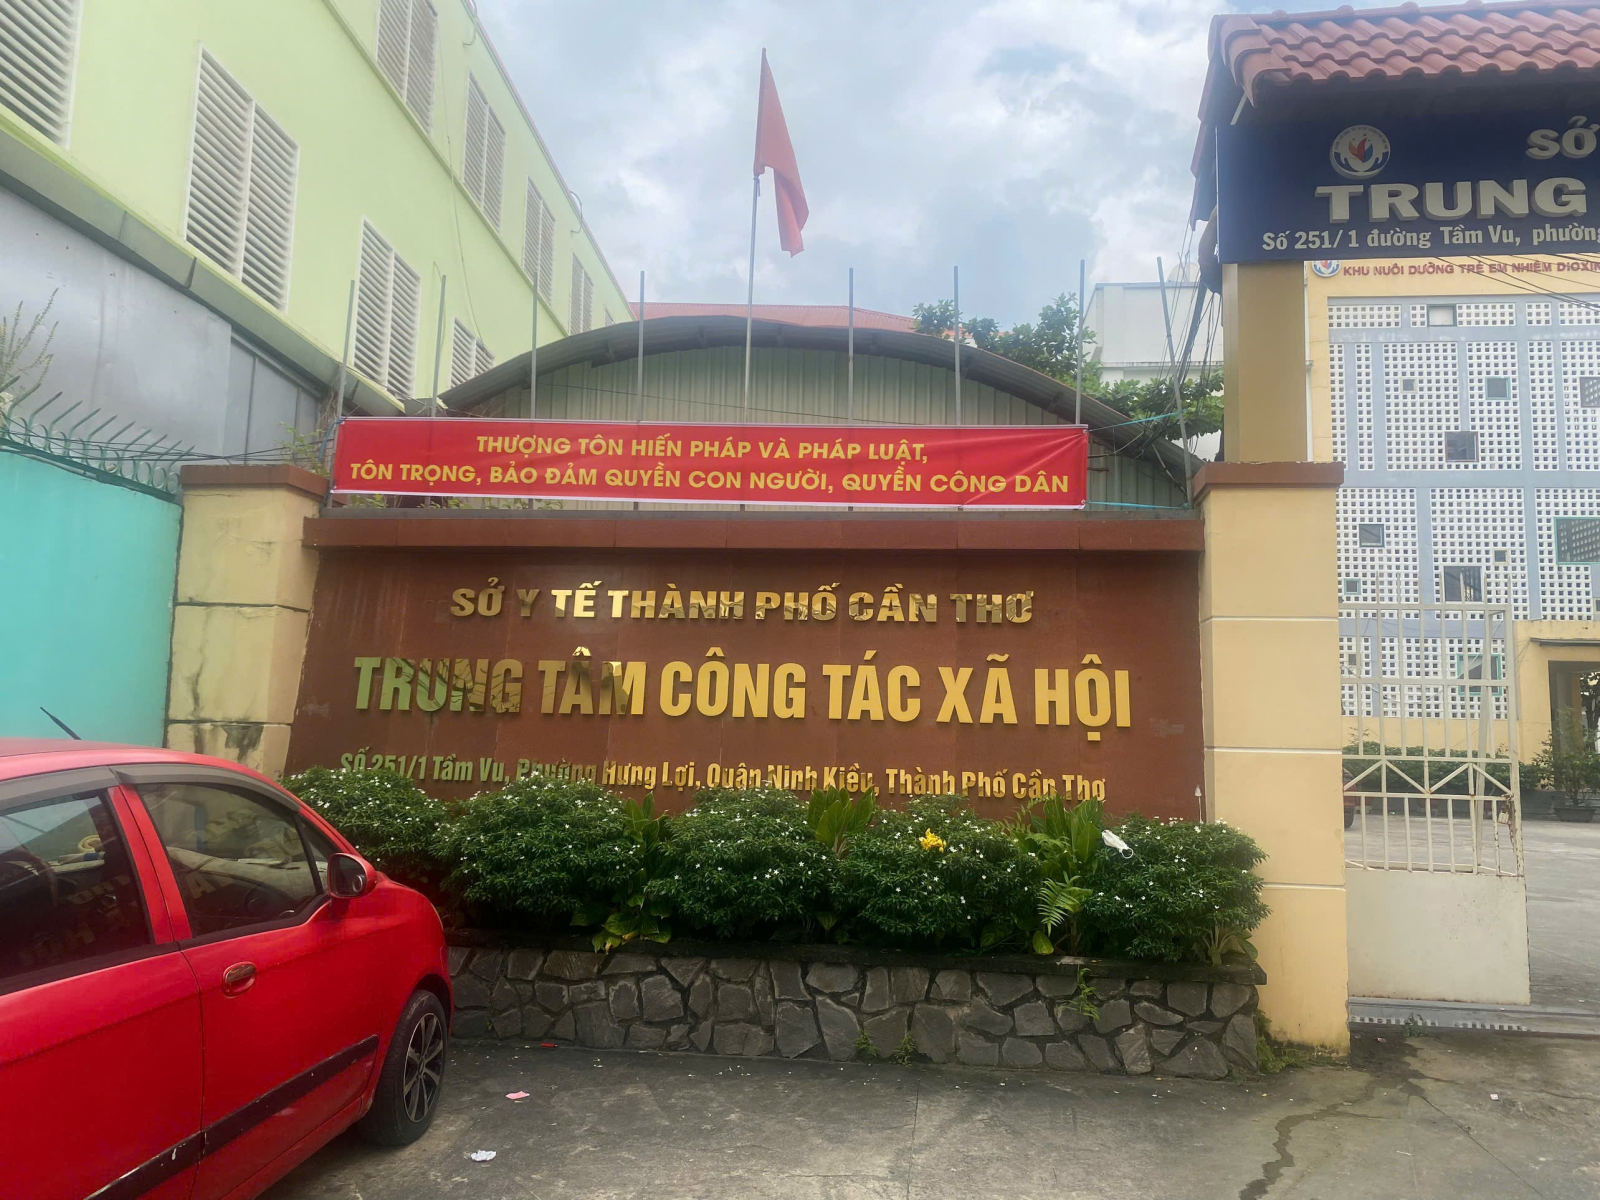 THƯỢNG TÔN HIẾN PHÁP VÀ PHÁP LUẬT,
TÔN TRỌNG, BẢO ĐẢM QUYỀN CON NGƯỜI, QUYỀN CÔNG DÂN
SỞ Y TẾ THÀNH PHỐ CẦN THƠ
TRUNG TÂM CÔNG TÁC XÃ HỘI
Số 251/1 Tầm Vu, Phường Hưng Lợi, Quận Ninh Kiều, Thành Phố Cần Thơ
SỞ
TRUNG
Số 251/1 đường Tầm Vu, phường
KHU NUÔI DƯỠNG TRẺ EM NHIỄM DIOXIN